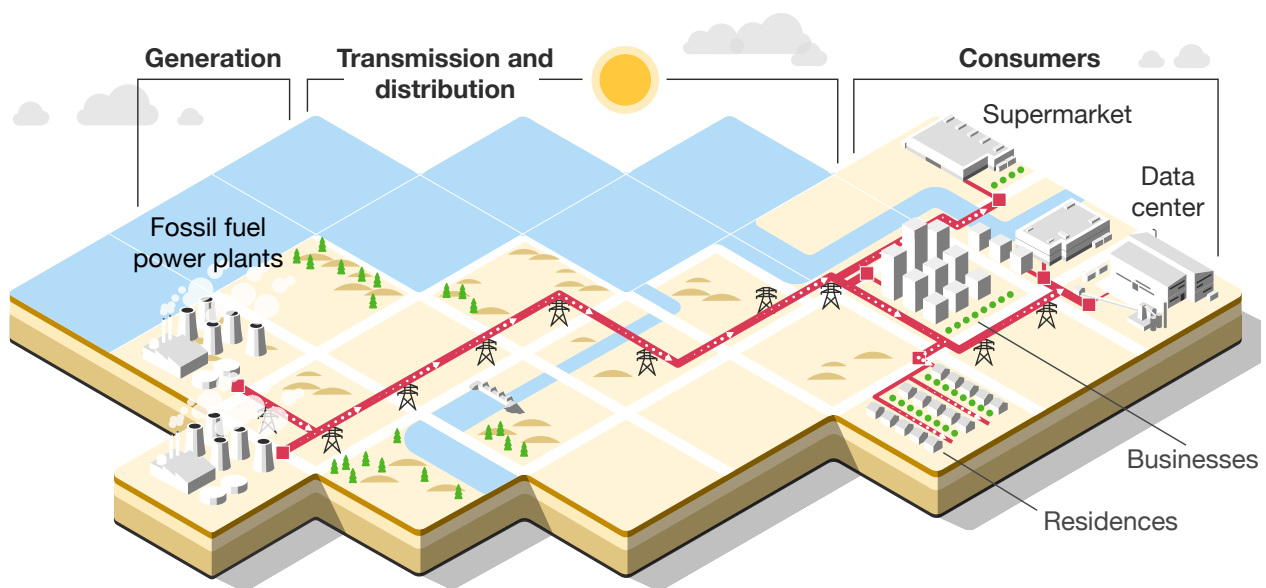 Generation
Transmission and
distribution
Consumers
Supermarket
Data
center
Fossil fuel
power plants
Businesses
Residences